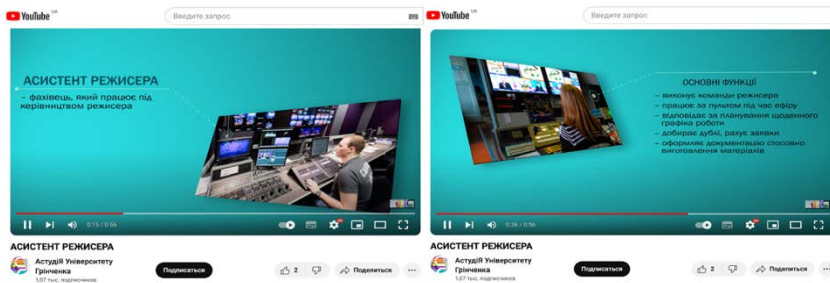 YouTube UA
Введите запрос
АСИСТЕНТ РЕЖИСЕРА
– фахівець, який працює під
керівництвом режисера
0:15 / 0:56
АСИСТЕНТ РЕЖИСЕРА
АстудіЯ Університету
Грінченка
1,07 тыс. подписчиков
Подписаться
2
Поделиться
YouTube UA
Введите запрос
ОСНОВНІ ФУНКЦІЇ
– виконує команди режисера
– працює за пультом під час ефіру
– відповідає за планування щоденного
графіка роботи
– добирає дублі, рахує заявки
– оформляє документацію стосовно
виготовлення матеріалів
0:36 / 0:56
АСИСТЕНТ РЕЖИСЕРА
АстудіЯ Університету
Грінченка
1,07 тыс. подписчиков
Подписаться
2
Поделиться